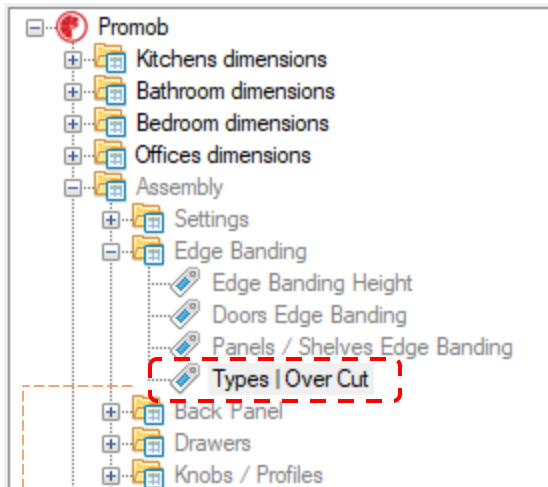 Promob
Kitchens dimensions
Bathroom dimensions
Bedroom dimensions
Offices dimensions
Assembly
Settings
Edge Banding
Edge Banding Height
Doors Edge Banding
Panels / Shelves Edge Banding
Types | Over Cut
Back Panel
Drawers
Knobs / Profiles